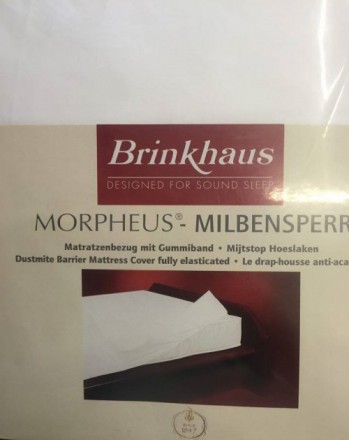 Brinkhaus
DESIGNED FOR SOUND SLEEP
MORPHEUS®- MILBENSPERR
Matratzenbezug mit Gummiband • Mijtstop Hoeslaken
Dustmite Barrier Mattress Cover fully elasticated • Le drap-housse anti-aca